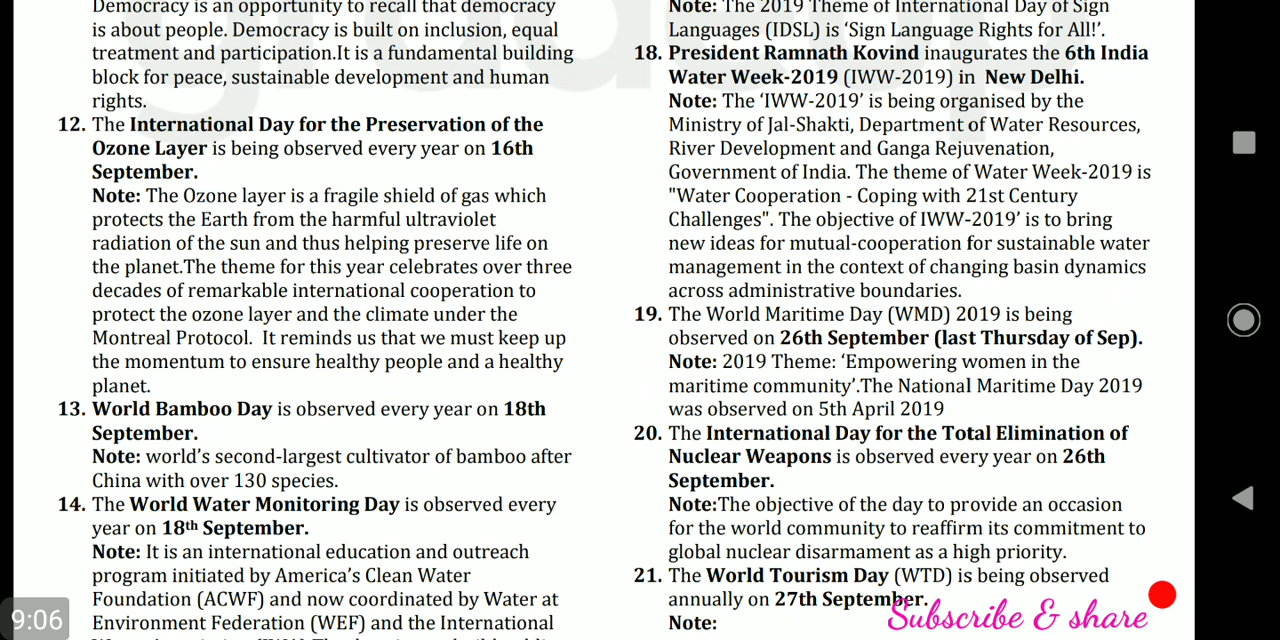 Democracy is an opportunity to recall that democracy
is about people. Democracy is built on inclusion, equal
treatment and participation.It is a fundamental building
block for peace, sustainable development and human
rights.
12. The International Day for the Preservation of the
Ozone Layer is being observed every year on 16th
September.
Note: The Ozone layer is a fragile shield of gas which
protects the Earth from the harmful ultraviolet
radiation of the sun and thus helping preserve life on
the planet.The theme for this year celebrates over three
decades of remarkable international cooperation to
protect the ozone layer and the climate under the
Montreal Protocol. It reminds us that we must keep up
the momentum to ensure healthy people and a healthy
planet.
13. World Bamboo Day is observed every year on 18th
September.
Note: world's second-largest cultivator of bamboo after
China with over 130 species.
14. The World Water Monitoring Day is observed every
year on 18th September.
Note: It is an international education and outreach
program initiated by America's Clean Water
Foundation (ACWF) and now coordinated by Water at
Environment Federation (WEF) and the International
Note: The 2019 Theme of International Day of Sign
Languages (IDSL) is 'Sign Language Rights for All!'.
18. President Ramnath Kovind inaugurates the 6th India
Water Week-2019 (IWW-2019) in New Delhi.
Note: The 'IWW-2019' is being organised by the
Ministry of Jal-Shakti, Department of Water Resources,
River Development and Ganga Rejuvenation,
Government of India. The theme of Water Week-2019 is
"Water Cooperation - Coping with 21st Century
Challenges". The objective of IWW-2019' is to bring
new ideas for mutual-cooperation for sustainable water
management in the context of changing basin dynamics
across administrative boundaries.
19. The World Maritime Day (WMD) 2019 is being
observed on 26th September (last Thursday of Sep).
Note: 2019 Theme: 'Empowering women in the
maritime community'.The National Maritime Day 2019
was observed on 5th April 2019
20. The International Day for the Total Elimination of
Nuclear Weapons is observed every year on 26th
September.
Note:The objective of the day to provide an occasion
for the world community to reaffirm its commitment to
global nuclear disarmament as a high priority.
21. The World Tourism Day (WTD) is being observed
annually on 27th September.
Note:
Subscribe & share
9:06